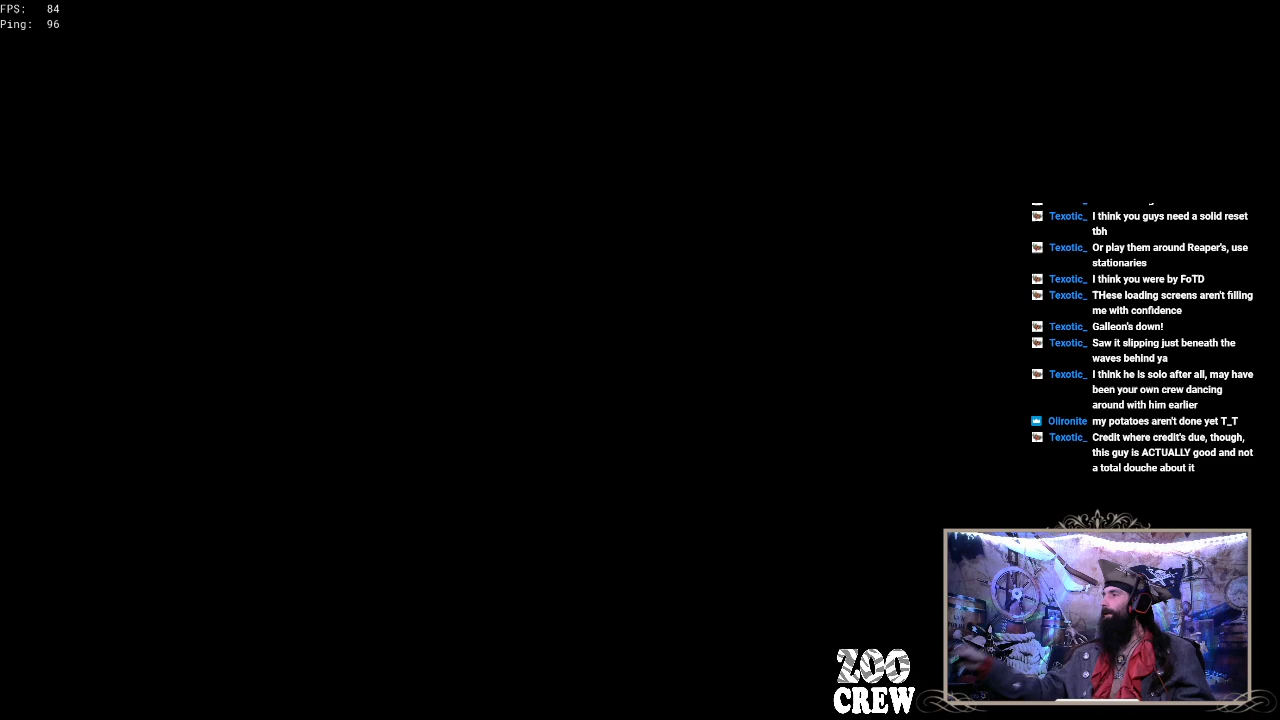 FPS: 84
Ping: 96
Texotic_ I think you guys need a solid reset
tbh
Texotic_ Or play them around Reaper's, use
stationaries
Texotic_ I think you were by FoTD
Texotic_ THese loading screens aren't filling
me with confidence
Texotic_ Galleon's down!
Texotic_ Saw it slipping just beneath the
waves behind ya
Texotic_ I think he is solo after all, may have
been your own crew dancing
around with him earlier
Olironite my potatoes aren't done yet T_T
Texotic_ Credit where credit's due, though,
this guy is ACTUALLY good and not
a total douche about it
ZOO
CREW